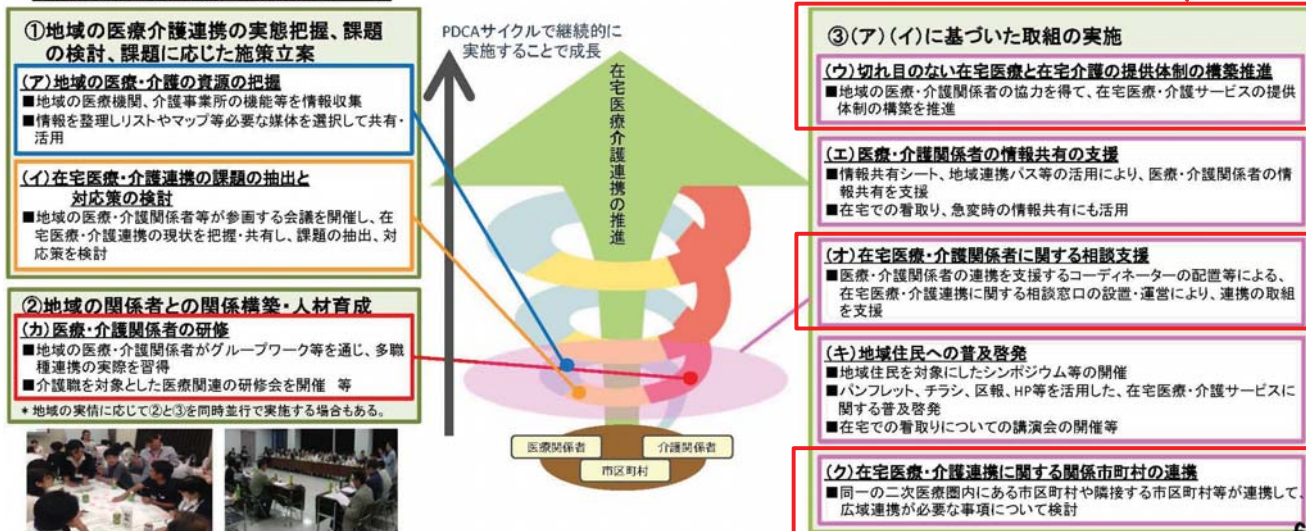 ①地域の医療介護連携の実態把握、課題
の検討、課題に応じた施策立案
(ア)地域の医療・介護の資源の把握
■地域の医療機関、介護事業所の機能等を情報収集
■情報を整理しリストやマップ等必要な媒体を選択して共有・
活用
(イ)在宅医療・介護連携の課題の抽出と
対応策の検討
■地域の医療・介護関係者等が参画する会議を開催し、在
宅医療・介護連携の現状を把握・共有し、課題の抽出、対
応策を検討
②地域の関係者との関係構築・人材育成
(カ)医療・介護関係者の研修
■地域の医療・介護関係者がグループワーク等を通じ、多職
種連携の実際を習得
■介護職を対象とした医療関連の研修会を開催 等
*地域の実情に応じて②と③を同時並行で実施する場合もある。
PDCAサイクルで継続的に
実施することで成長
在宅医療介護連携の推進
医療関係者
介護関係者
市区町村
③(ア)(イ)に基づいた取組の実施
(ウ)切れ目のない在宅医療と在宅介護の提供体制の構築推進
■地域の医療・介護関係者の協力を得て、在宅医療・介護サービスの提供
体制の構築を推進
(エ)医療・介護関係者の情報共有の支援
■情報共有シート、地域連携パス等の活用により、医療・介護関係者の情
報共有を支援
■在宅での看取り、急変時の情報共有にも活用
(オ)在宅医療・介護関係者に関する相談支援
■医療・介護関係者の連携を支援するコーディネーターの配置等による、
在宅医療・介護連携に関する相談窓口の設置・運営により、連携の取組
を支援
(キ)地域住民への普及啓発
■地域住民を対象にしたシンポジウム等の開催
■パンフレット、チラシ、区報、HP等を活用した、在宅医療・介護サービスに
関する普及啓発
■在宅での看取りについての講演会の開催等
(ク)在宅医療・介護連携に関する関係市町村の連携
■同一の二次医療圏内にある市区町村や隣接する市区町村等が連携して、
広域連携が必要な事項について検討